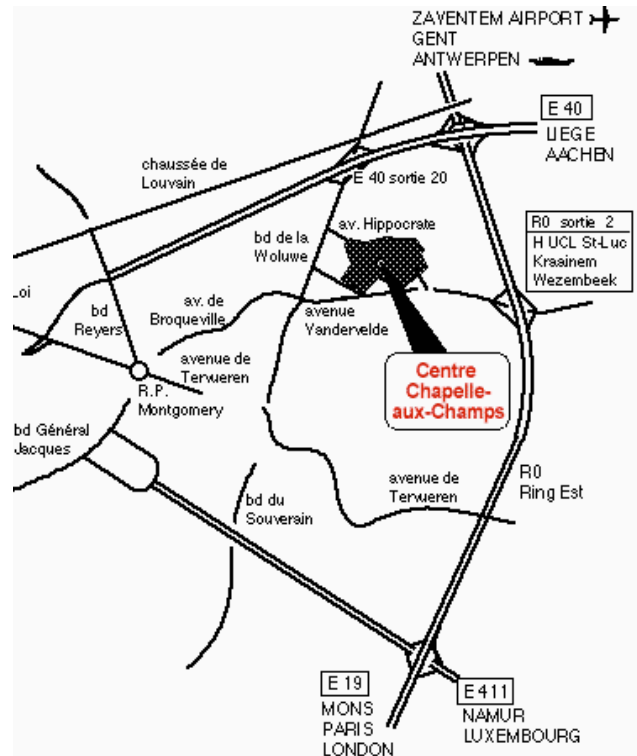 ZAVENTEM AIRPORT
GENT
ANTWERPEN
E 40
LIEGE
AACHEN
chaussée de
Louvain
E 40 sortie 20
av. Hippocrate
R0 sortie 2
H UCL St-Luc
Kraainem
Wezembeek
bd de la
Woluwe
Loi
bd
Reyers
av. de
Broqueville
avenue
Vandervelde
avenue de
Tervueren
R.P.
Montgomery
Centre
Chapelle-
aux-Champs
bd Général
Jacques
avenue de
Tervueren
R0
Ring Est
bd du
Souverain
E 19
MONS
PARIS
LONDON
E 411
NAMUR
LUXEMBOURG